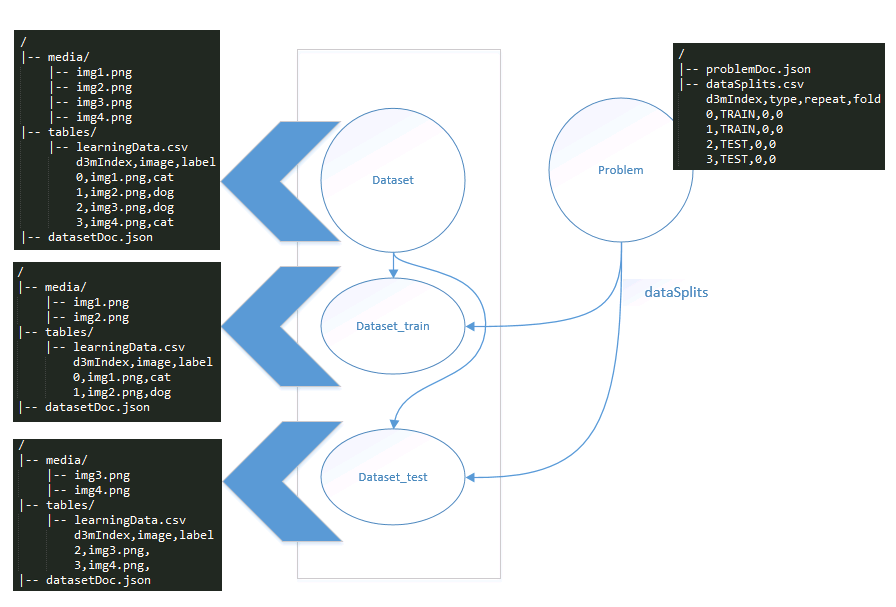 /
|-- media/
    |-- img1.png
    |-- img2.png
    |-- img3.png
    |-- img4.png
|-- tables/
    |-- learningData.csv
        d3mIndex,image,label
        0,img1.png,cat
        1,img2.png,dog
        2,img3.png,dog
        3,img4.png,cat
|-- datasetDoc.json
/
|-- media/
    |-- img1.png
    |-- img2.png
|-- tables/
    |-- learningData.csv
        d3mIndex,image,label
        0,img1.png,cat
        1,img2.png,dog
|-- datasetDoc.json
/
|-- media/
    |-- img3.png
    |-- img4.png
|-- tables/
    |-- learningData.csv
        d3mIndex,image,label
        2,img3.png,
        3,img4.png,
|-- datasetDoc.json
Dataset
Dataset_train
Dataset_test
Problem
dataSplits
/
|-- problemDoc.json
|-- dataSplits.csv
    d3mIndex,type,repeat,fold
    0,TRAIN,0,0
    1,TRAIN,0,0
    2,TEST,0,0
    3,TEST,0,0